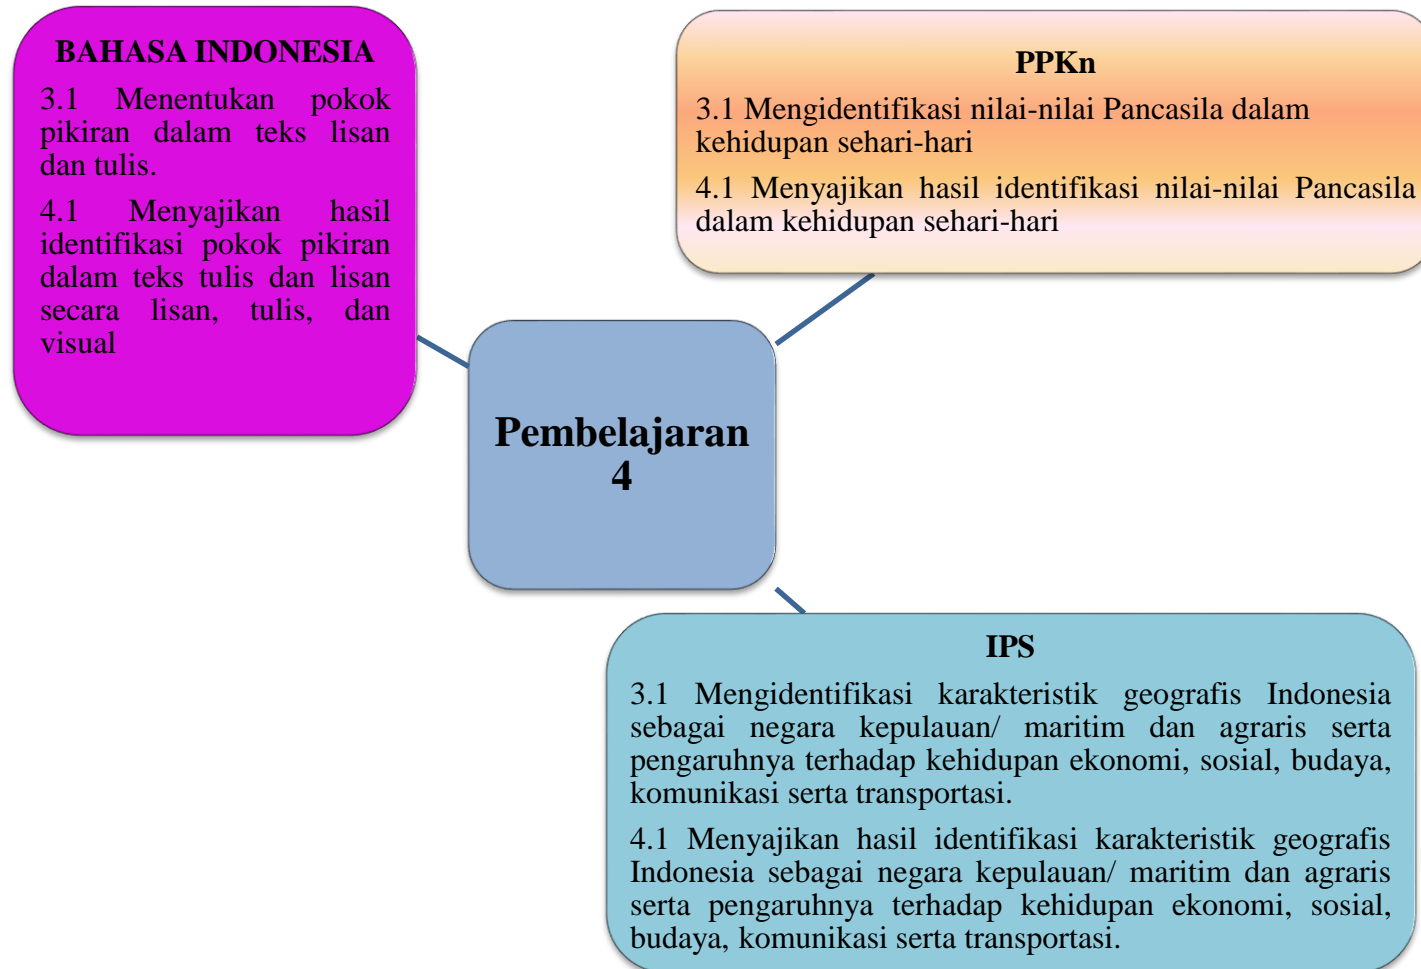 BAHASA INDONESIA
3.1 Menentukan pokok
pikiran dalam teks lisan
dan tulis.
4.1 Menyajikan hasil
identifikasi pokok pikiran
dalam teks tulis dan lisan
secara lisan, tulis, dan
visual
PPKn
3.1 Mengidentifikasi nilai-nilai Pancasila dalam
kehidupan sehari-hari
4.1 Menyajikan hasil identifikasi nilai-nilai Pancasila
dalam kehidupan sehari-hari
Pembelajaran
4
IPS
3.1 Mengidentifikasi karakteristik geografis Indonesia
sebagai negara kepulauan/ maritim dan agraris serta
pengaruhnya terhadap kehidupan ekonomi, sosial, budaya,
komunikasi serta transportasi.
4.1 Menyajikan hasil identifikasi karakteristik geografis
Indonesia sebagai negara kepulauan/ maritim dan agraris
serta pengaruhnya terhadap kehidupan ekonomi, sosial,
budaya, komunikasi serta transportasi.